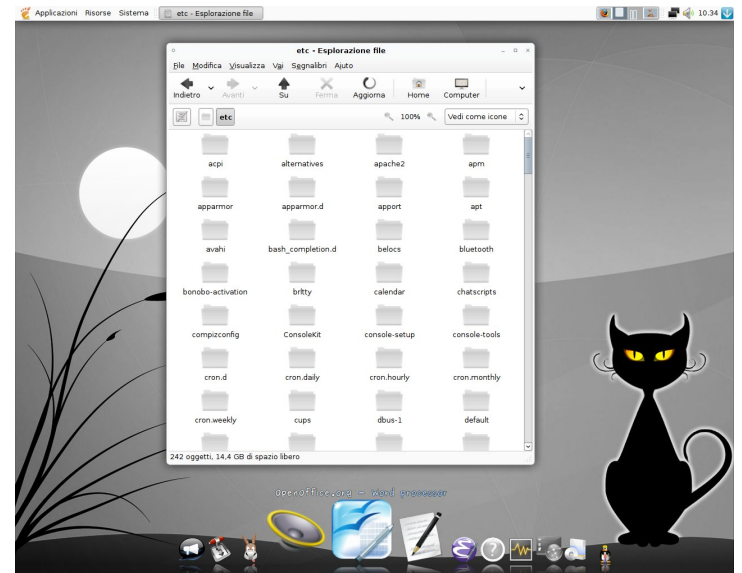 Applicazioni Risorse Sistema etc - Esplorazione file 10.34
etc - Esplorazione file
File Modifica Visualizza Vai Segnalibri Aiuto
Indietro Avanti Su Ferma Aggiorna Home Computer
etc 100% Vedi come icone
acpi alternatives apache2 apm
apparmor apparmor.d apport apt
avahi bash_completion.d belocs bluetooth
bonobo-activation brltty calendar chatscripts
compizconfig ConsoleKit console-setup console-tools
cron.d cron.daily cron.hourly cron.monthly
cron.weekly cups dbus-1 default
242 oggetti, 14,4 GB di spazio libero
OpenOffice.org - Word processor